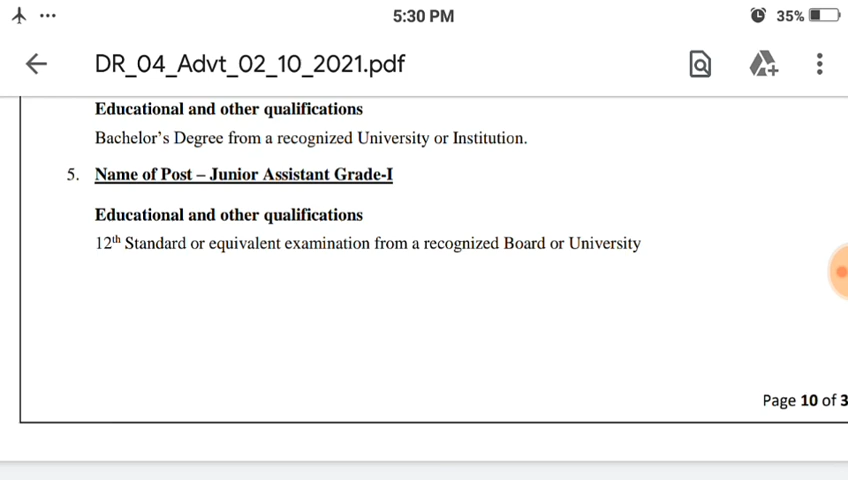 5:30 PM
35%
DR_04_Advt_02_10_2021.pdf
Educational and other qualifications
Bachelor's Degree from a recognized University or Institution.
5. Name of Post – Junior Assistant Grade-I
Educational and other qualifications
12th Standard or equivalent examination from a recognized Board or University
Page 10 of 3